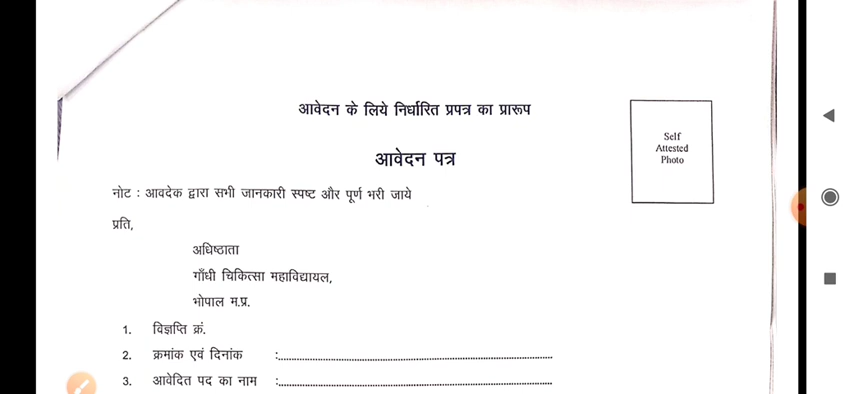 आवेदन के लिये निर्धारित प्रपत्र का प्रारूप
Self
Attested
Photo
आवेदन पत्र
नोट : आवदेक द्वारा सभी जानकारी स्पष्ट और पूर्ण भरी जाये
प्रति,
अधिष्ठाता
गाँधी चिकित्सा महाविद्यायल,
भोपाल म.प्र.
1. विज्ञप्ति क्रं.
2. क्रमांक एवं दिनांक :
3. आवेदित पद का नाम :